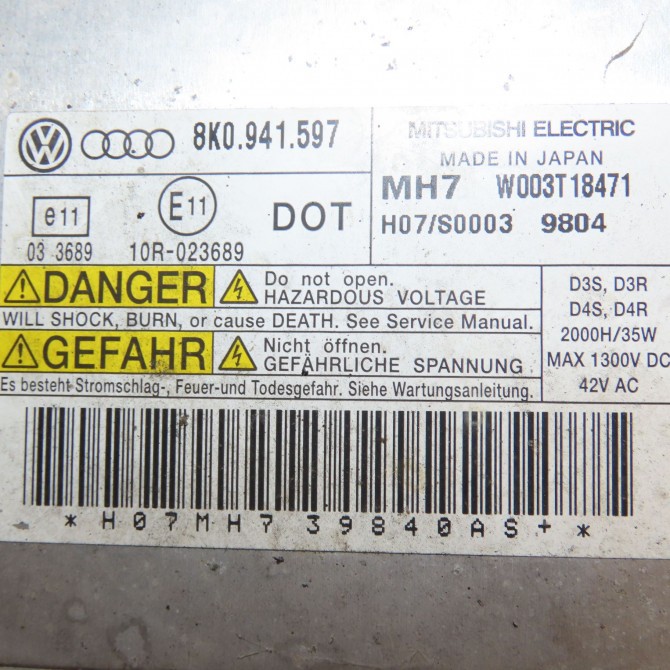 8K0.941.597
MITSUBISHI ELECTRIC
MADE IN JAPAN
MH7 W003T18471
H07/S0003 9804
e11
E11
DOT
03 3689 10R-023689
DANGER
Do not open.
HAZARDOUS VOLTAGE
WILL SHOCK, BURN, or cause DEATH. See Service Manual.
GEFAHR
Nicht öffnen.
GEFÄHRLICHE SPANNUNG
Es besteht Stromschlag-, Feuer-und Todesgefahr. Siehe Wartungsanleitung.
D3S, D3R
D4S, D4R
2000H/35W
MAX 1300V DC
42V AC
*H07MH739840AS+*